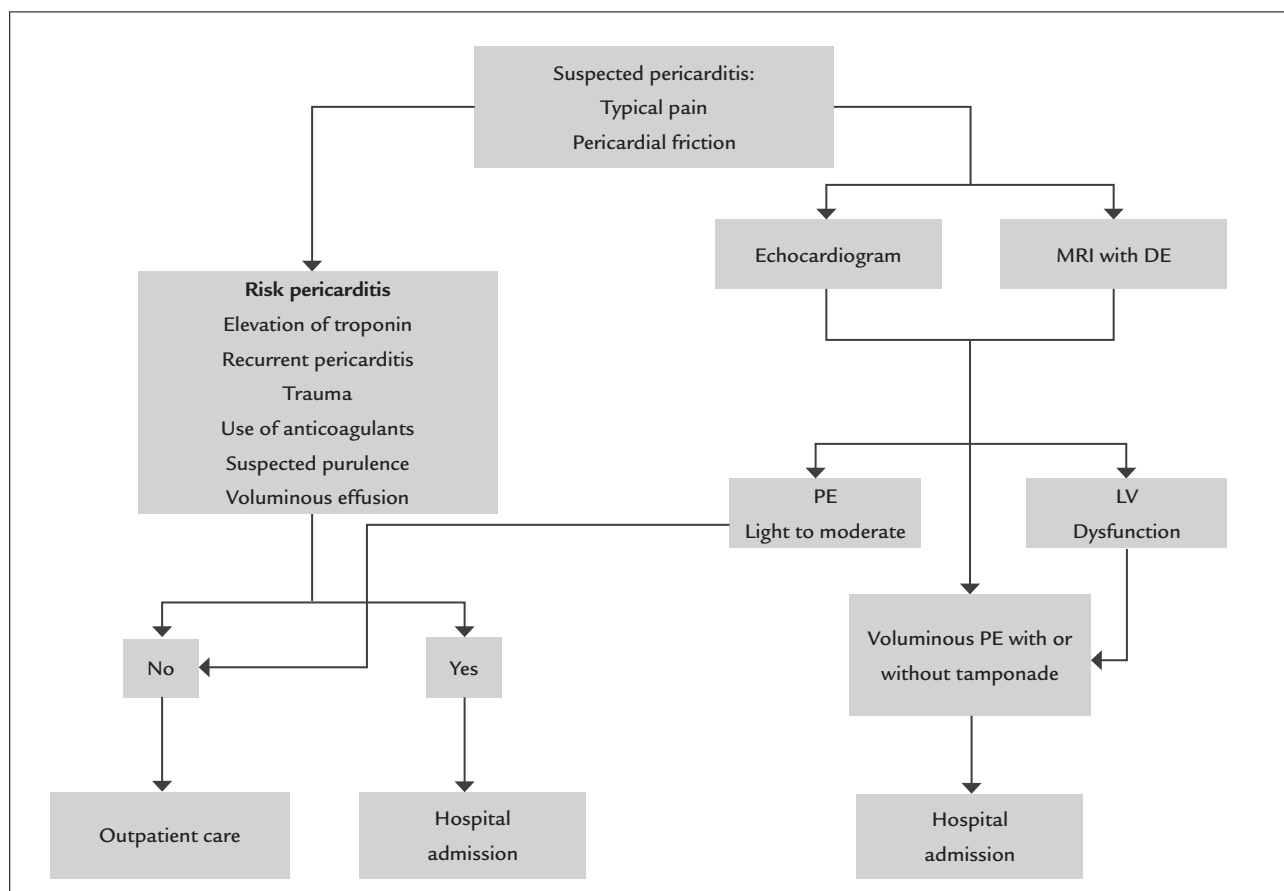 Suspected pericarditis:
Typical pain
Pericardial friction
Echocardiogram
MRI with DE
Risk pericarditis
Elevation of troponin
Recurrent pericarditis
Trauma
Use of anticoagulants
Suspected purulence
Voluminous effusion
PE
Light to moderate
LV
Dysfunction
No
Yes
Voluminous PE with or
without tamponade
Outpatient care
Hospital
admission
Hospital
admission